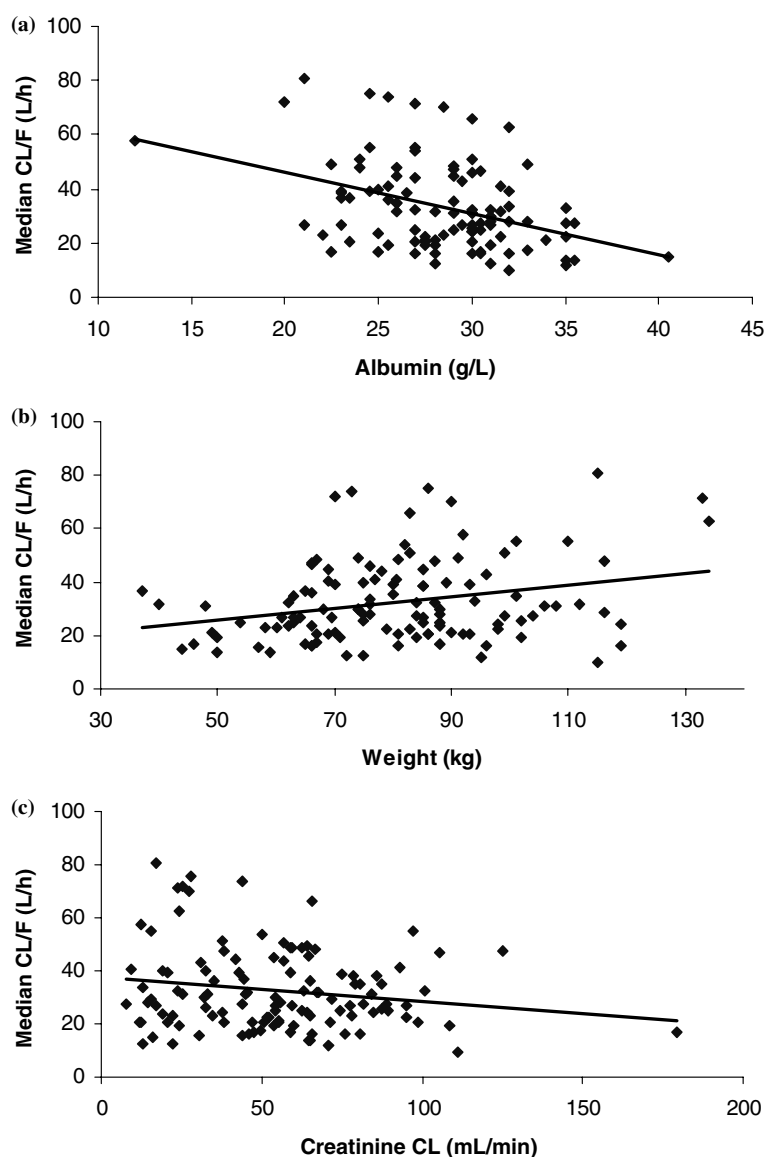 (a)
100
80
60
40
20
0
Median CL/F (L/h)
10 15 20 25 30 35 40 45
Albumin (g/L)
(b)
100
80
60
40
20
0
Median CL/F (L/h)
30 50 70 90 110 130
Weight (kg)
(c)
100
80
60
40
20
0
Median CL/F (L/h)
0 50 100 150 200
Creatinine CL (mL/min)